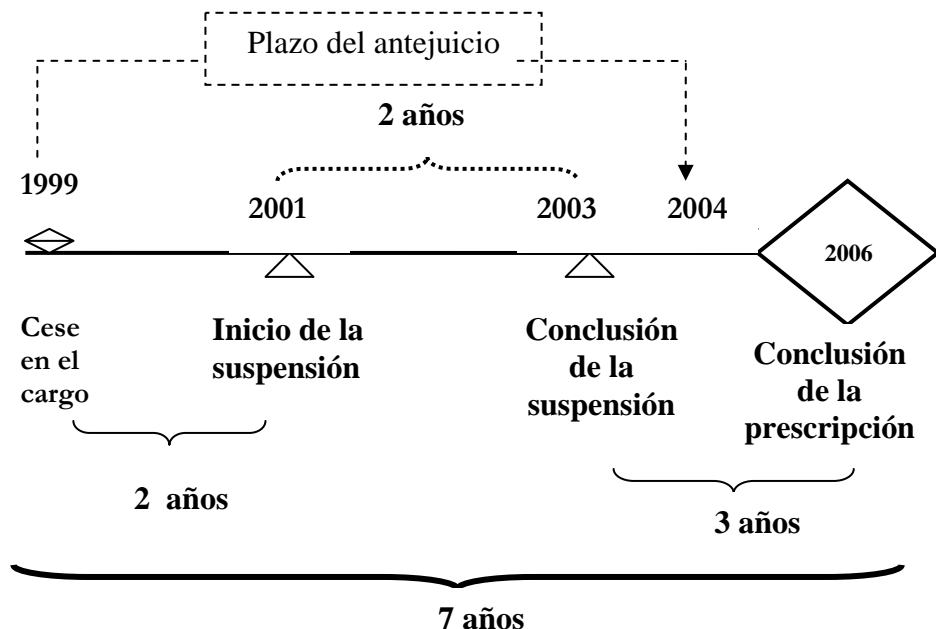 Plazo del antejuicio
2 años
1999
2001
2003
2004
2006
Cese
en el
cargo
Inicio de la
suspensión
Conclusión
de la
suspensión
Conclusión
de la
prescripción
2 años
3 años
7 años